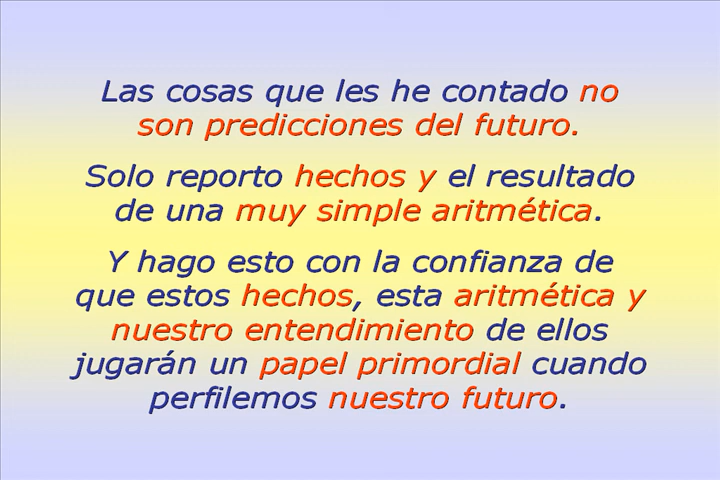 Las cosas que les he contado no
son predicciones del futuro.
Solo reporto hechos y el resultado
de una muy simple aritmética.
Y hago esto con la confianza de
que estos hechos, esta aritmética y
nuestro entendimiento de ellos
jugarán un papel primordial cuando
perfilemos nuestro futuro.